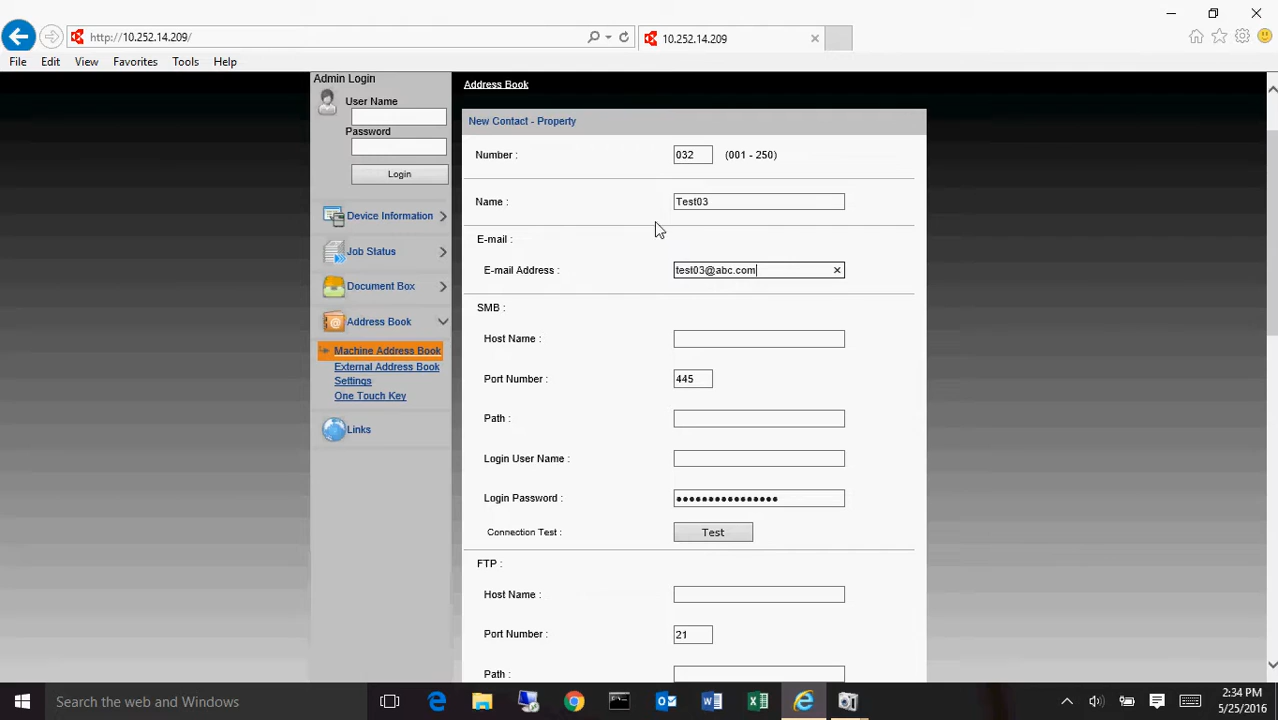 http://10.252.14.209/
10.252.14.209
File Edit View Favorites Tools Help
Admin Login
User Name
Password
Login
Device Information
Job Status
Document Box
Address Book
Machine Address Book
External Address Book
Settings
One Touch Key
Links
Address Book
New Contact - Property
Number : 032 (001 - 250)
Name : Test03
E-mail :
E-mail Address : test03@abc.com
SMB :
Host Name :
Port Number : 445
Path :
Login User Name :
Login Password : ••••••••••••••••
Connection Test : Test
FTP :
Host Name :
Port Number : 21
Path :
Search the web and Windows
2:34 PM
5/25/2016